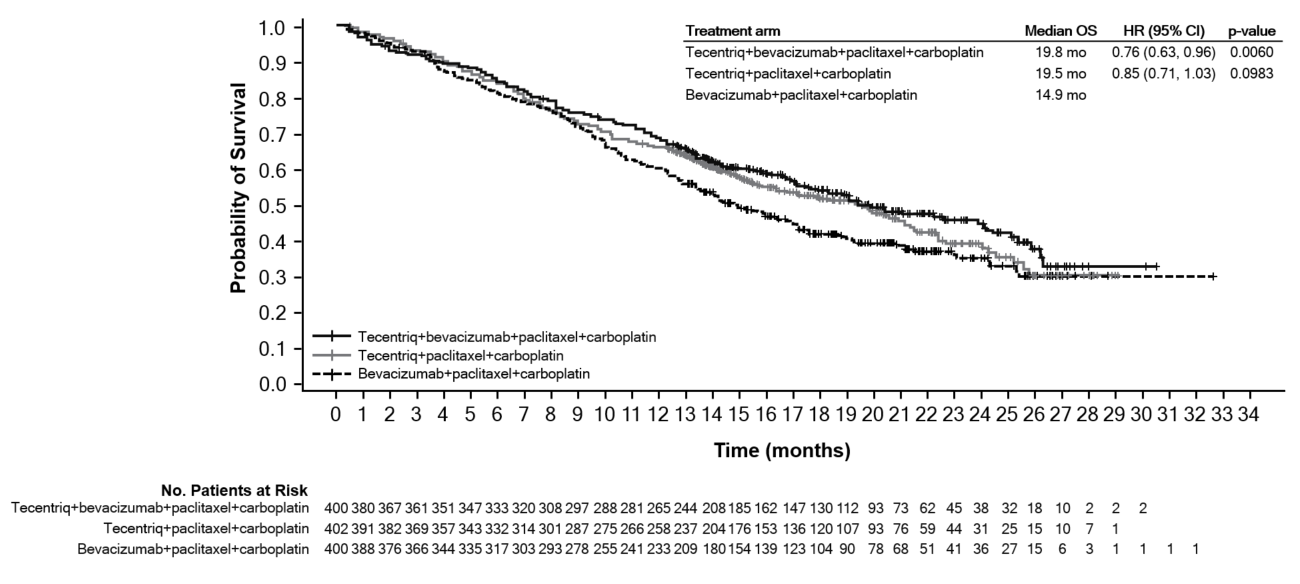 Treatment arm Median OS HR (95% CI) p-value
Tecentriq+bevacizumab+paclitaxel+carboplatin 19.8 mo 0.76 (0.63, 0.96) 0.0060
Tecentriq+paclitaxel+carboplatin 19.5 mo 0.85 (0.71, 1.03) 0.0983
Bevacizumab+paclitaxel+carboplatin 14.9 mo
Probability of Survival
1.0
0.9
0.8
0.7
0.6
0.5
0.4
0.3
0.2
0.1
0.0
Tecentriq+bevacizumab+paclitaxel+carboplatin
Tecentriq+paclitaxel+carboplatin
Bevacizumab+paclitaxel+carboplatin
0 1 2 3 4 5 6 7 8 9 10 11 12 13 14 15 16 17 18 19 20 21 22 23 24 25 26 27 28 29 30 31 32 33 34
Time (months)
No. Patients at Risk
Tecentriq+bevacizumab+paclitaxel+carboplatin 400 380 367 361 351 347 333 320 308 297 288 281 265 244 208 185 162 147 130 112 93 73 62 45 38 32 18 10 2 2 2
Tecentriq+paclitaxel+carboplatin 402 391 382 369 357 343 332 314 301 287 275 266 258 237 204 176 153 136 120 107 93 76 59 44 31 25 15 10 7 1
Bevacizumab+paclitaxel+carboplatin 400 388 376 366 344 335 317 303 293 278 255 241 233 209 180 154 139 123 104 90 78 68 51 41 36 27 15 6 3 1 1 1 1